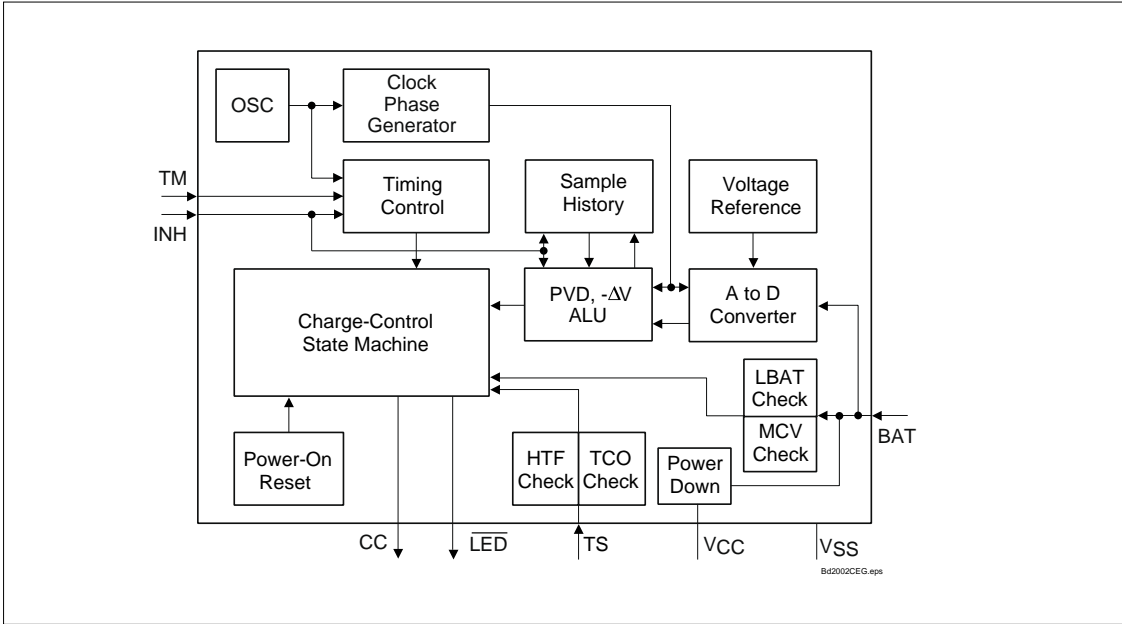 OSC
Clock
Phase
Generator
TM
INH
Timing
Control
Sample
History
Voltage
Reference
Charge-Control
State Machine
PVD, -ΔV
ALU
A to D
Converter
LBAT
Check
MCV
Check
BAT
Power-On
Reset
HTF
Check
TCO
Check
Power
Down
CC
LED
TS
VCC
VSS
Bd2002CEG.eps